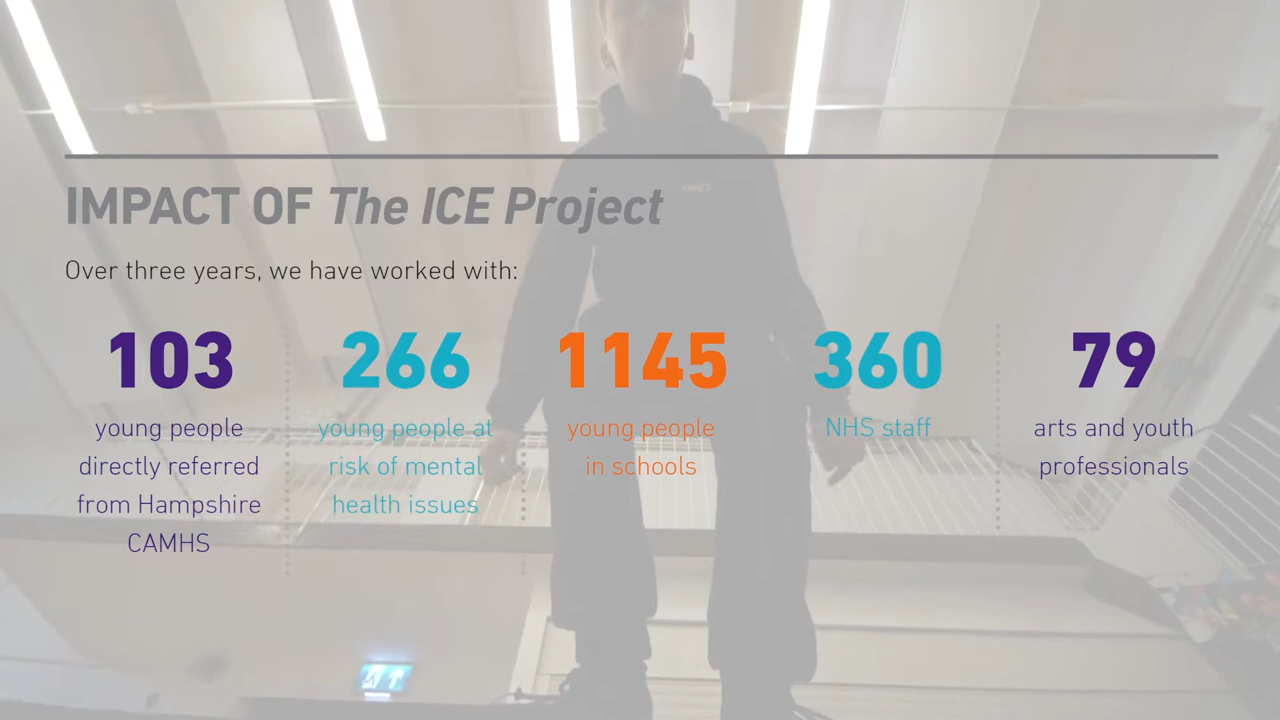 IMPACT OF The ICE Project
Over three years, we have worked with:
103
young people
directly referred
from Hampshire
CAMHS
266
young people at
risk of mental
health issues
1145
young people
in schools
360
NHS staff
79
arts and youth
professionals